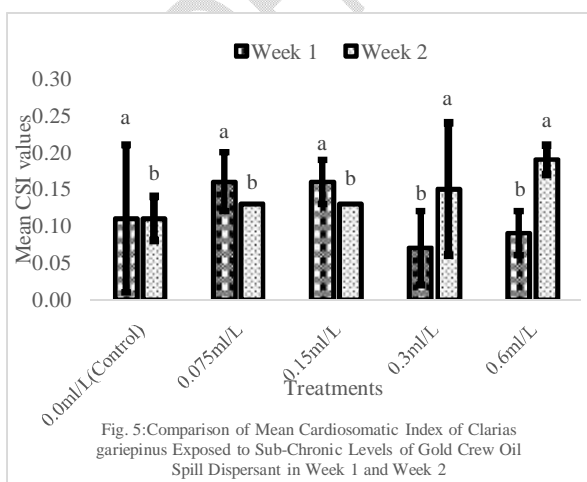 Week 1 Week 2
0.30
0.25
0.20
0.15
0.10
0.05
0.00
Mean CSI values
a b
a b
a b
b a
b a
0.0ml/L(Control)
0.075ml/L
0.15ml/L
0.3ml/L
0.6ml/L
Treatments
Fig. 5:Comparison of Mean Cardiosomatic Index of Clarias
gariepinus Exposed to Sub-Chronic Levels of Gold Crew Oil
Spill Dispersant in Week 1 and Week 2